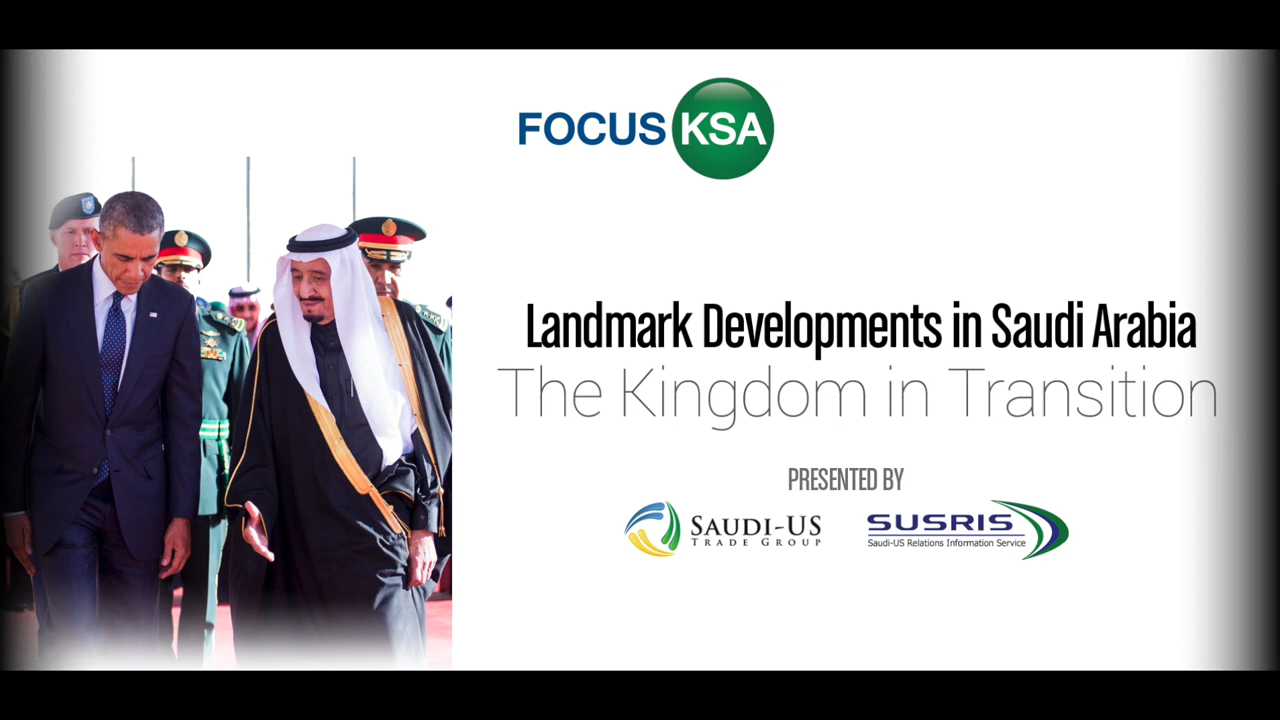 FOCUS KSA
Landmark Developments in Saudi Arabia
The Kingdom in Transition
PRESENTED BY
SAUDI-US
TRADE GROUP
SUSRIS
Saudi-US Relations Information Service